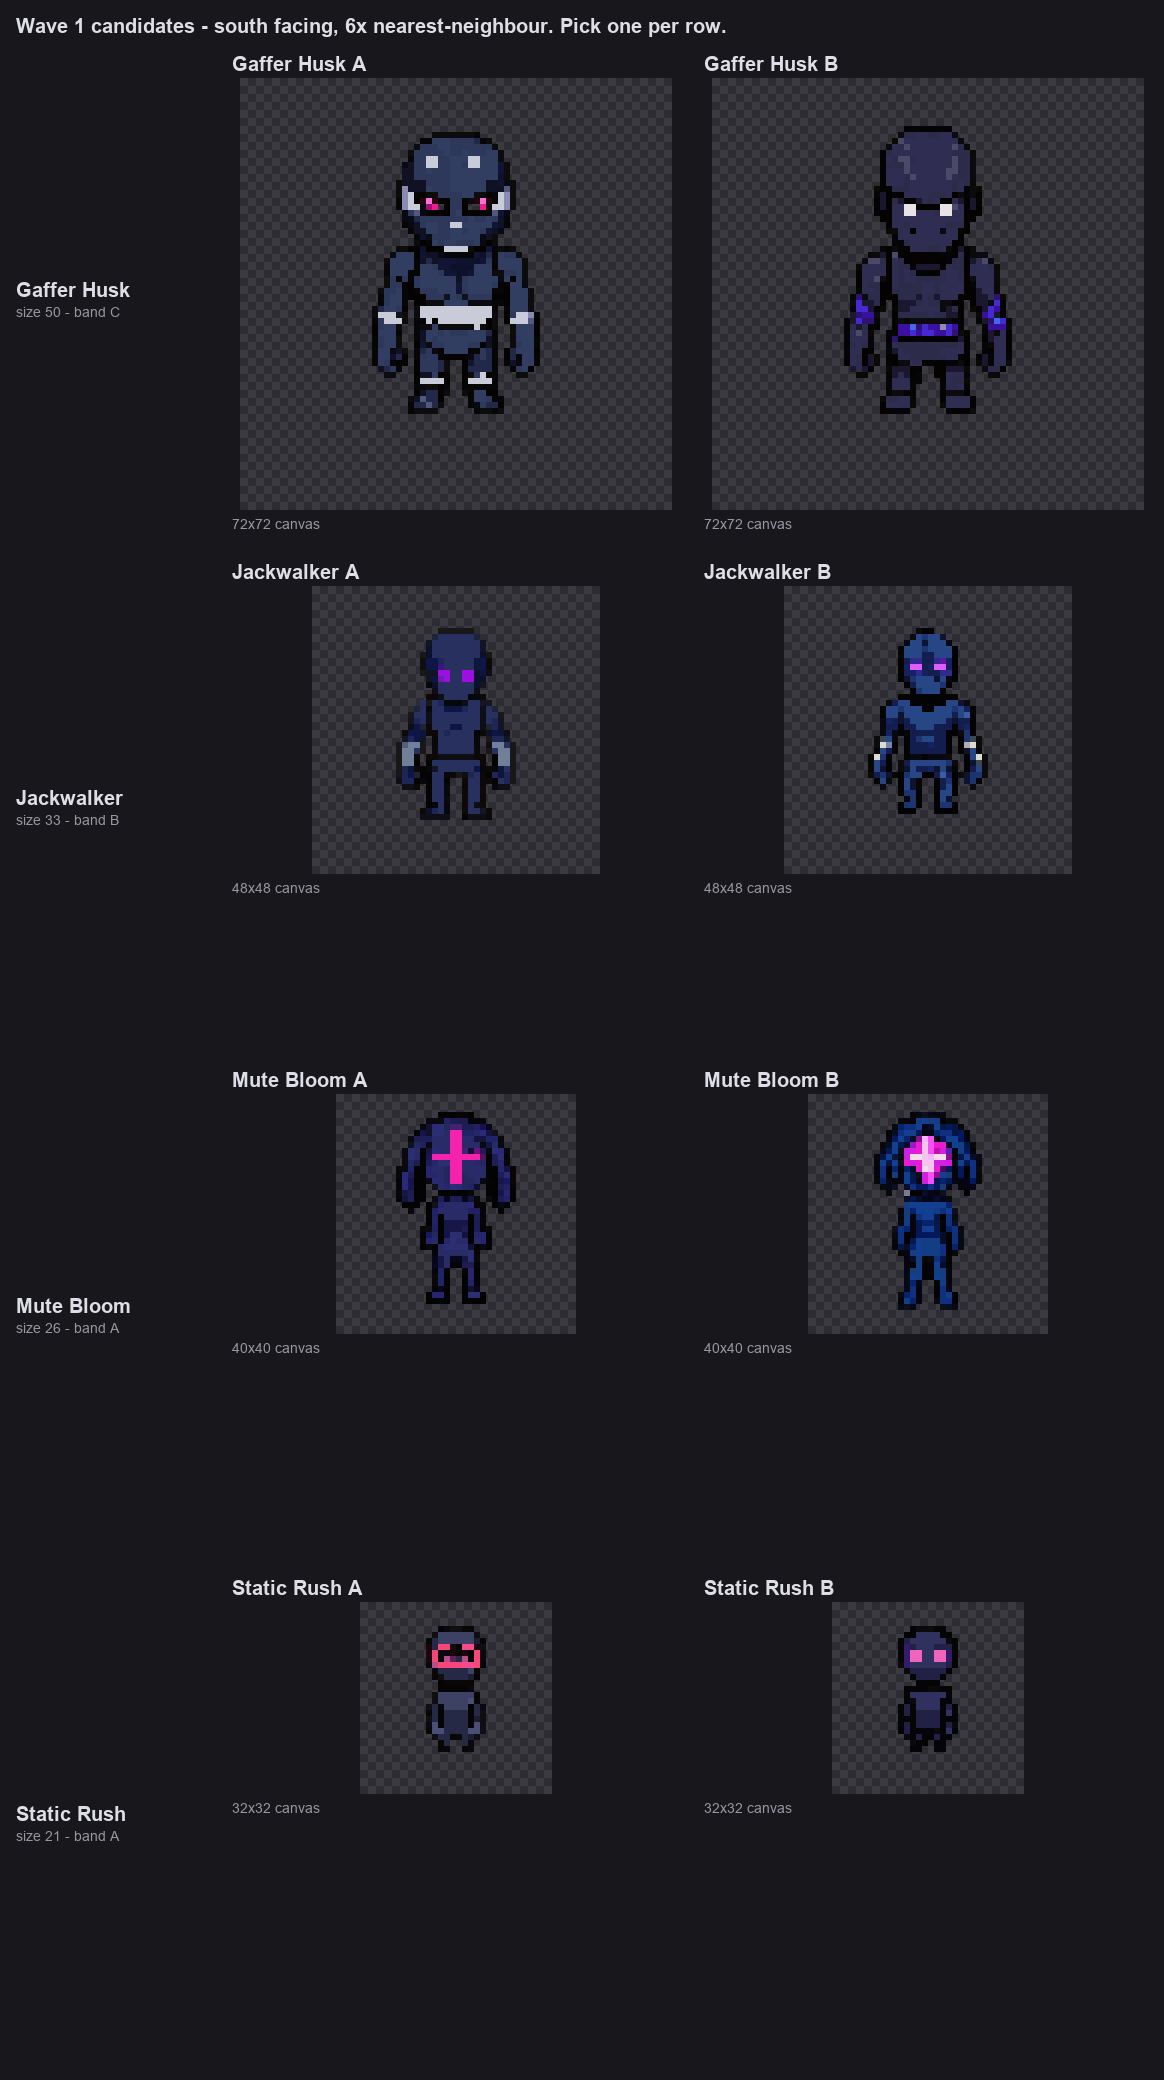 Wave 1 candidates - south facing, 6x nearest-neighbour. Pick one per row.
Gaffer Husk A
Gaffer Husk B
Gaffer Husk
size 50 - band C
72x72 canvas
72x72 canvas
Jackwalker A
Jackwalker B
Jackwalker
size 33 - band B
48x48 canvas
48x48 canvas
Mute Bloom A
Mute Bloom B
Mute Bloom
size 26 - band A
40x40 canvas
40x40 canvas
Static Rush A
Static Rush B
Static Rush
size 21 - band A
32x32 canvas
32x32 canvas